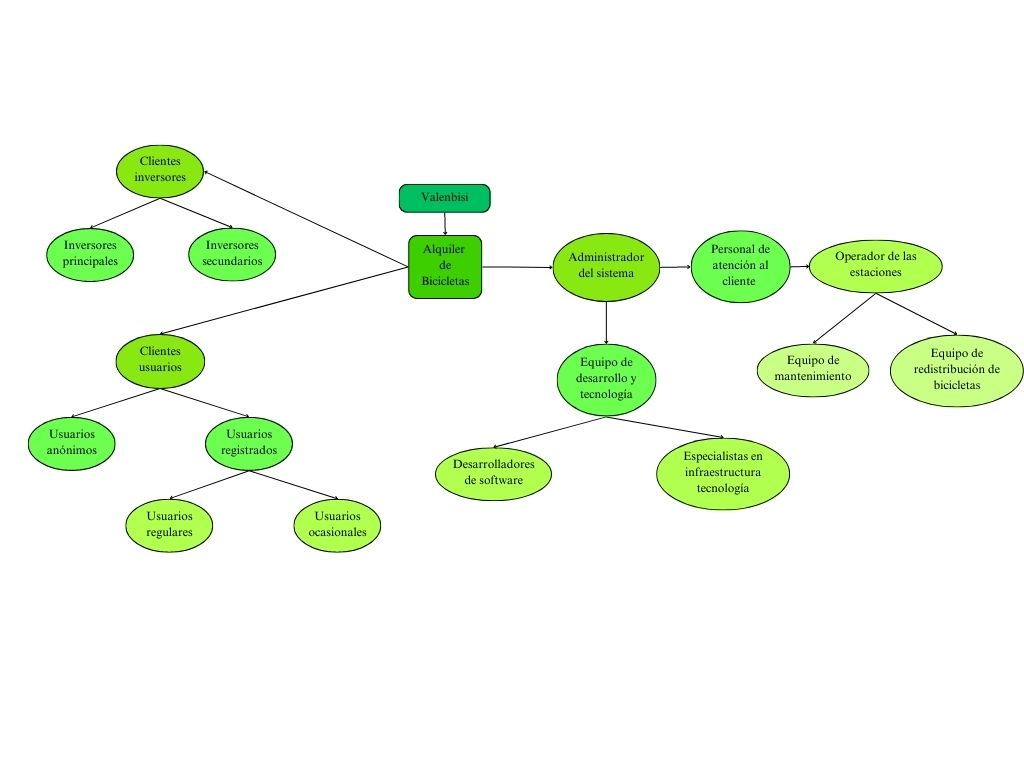 Clientes
inversores
Valenbisi
Inversores
principales
Inversores
secundarios
Alquiler
de
Bicicletas
Administrador
del sistema
Personal de
atención al
cliente
Operador de las
estaciones
Clientes
usuarios
Equipo de
desarrollo y
tecnología
Equipo de
mantenimiento
Equipo de
redistribución de
bicicletas
Usuarios
anónimos
Usuarios
registrados
Desarrolladores
de software
Especialistas en
infraestructura
tecnología
Usuarios
regulares
Usuarios
ocasionales